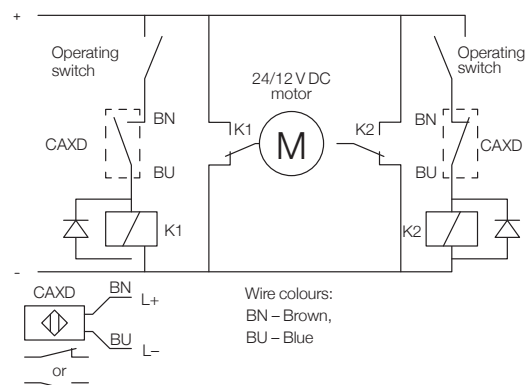 +
Operating
switch
24/12 V DC
motor
Operating
switch
BN
K1
M
K2
BN
CAXD
CAXD
BU
BU
K1
K2
-
CAXD
BN
L+
BU
L–
or
Wire colours:
BN – Brown,
BU – Blue